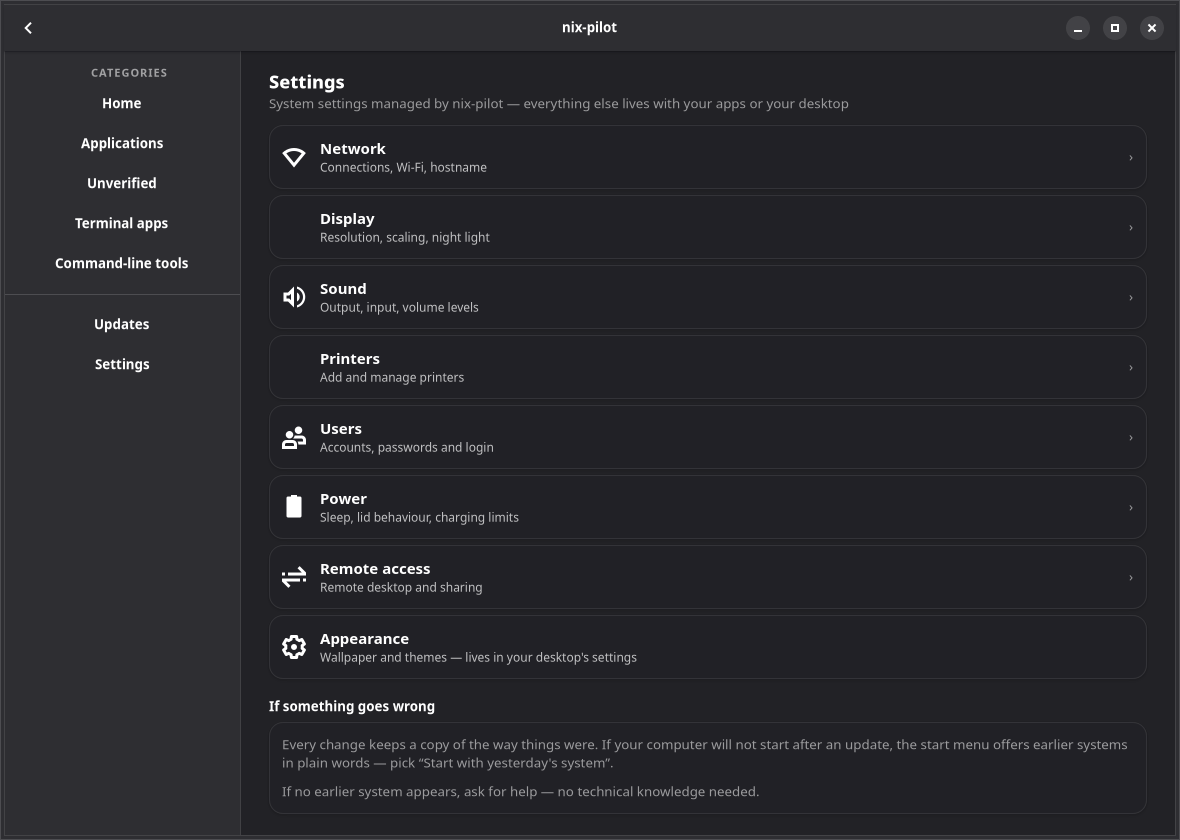 nix-pilot
CATEGORIES
Home
Applications
Unverified
Terminal apps
Command-line tools
Updates
Settings
Settings
System settings managed by nix-pilot — everything else lives with your apps or your desktop
Network
Connections, Wi-Fi, hostname
Display
Resolution, scaling, night light
Sound
Output, input, volume levels
Printers
Add and manage printers
Users
Accounts, passwords and login
Power
Sleep, lid behaviour, charging limits
Remote access
Remote desktop and sharing
Appearance
Wallpaper and themes — lives in your desktop's settings
If something goes wrong
Every change keeps a copy of the way things were. If your computer will not start after an update, the start menu offers earlier systems
in plain words — pick “Start with yesterday's system”.
If no earlier system appears, ask for help — no technical knowledge needed.